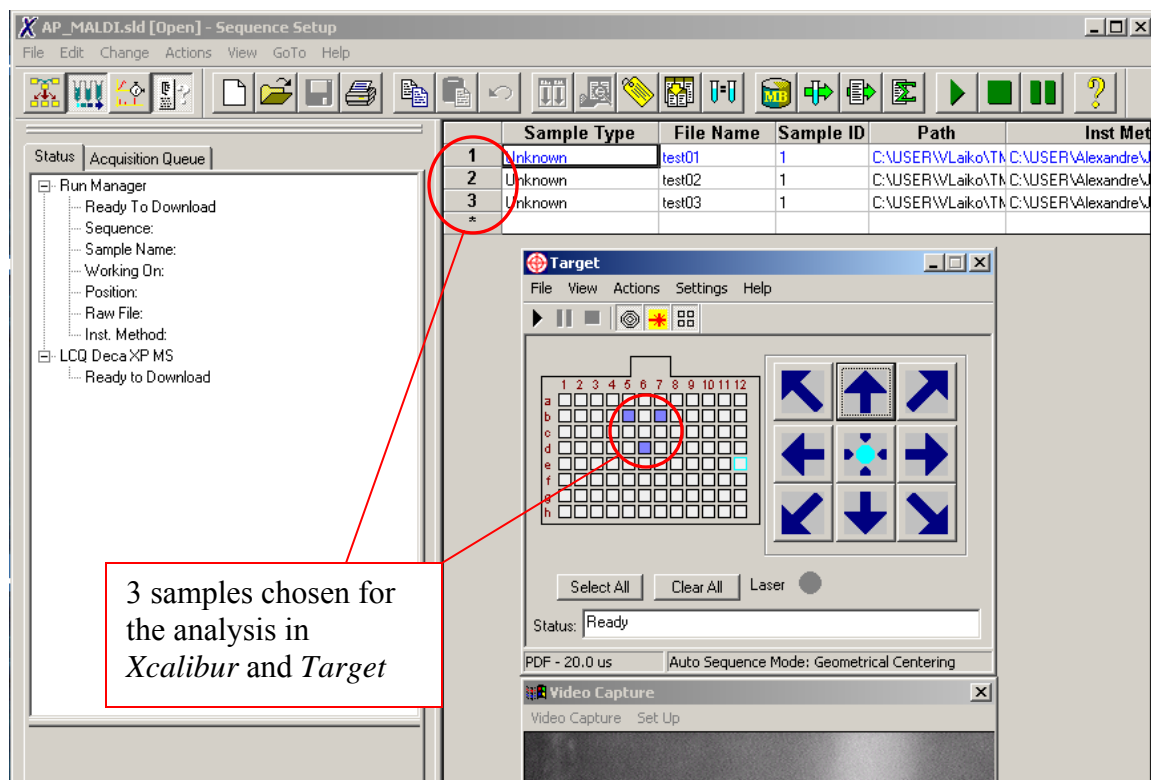 AP_MALDI.sld [Open] - Sequence Setup
File Edit Change Actions View GoTo Help
MB
Status Acquisition Queue
Run Manager
Ready To Download
Sequence:
Sample Name:
Working On:
Position:
Raw File:
Inst. Method:
LCQ Deca XP MS
Ready to Download
Sample Type File Name Sample ID Path Inst Met
1 Unknown test01 1 C:\USER\VLaiko\TM C:\USER\Alexandre\J
2 Unknown test02 1 C:\USER\VLaiko\TM C:\USER\Alexandre\J
3 Unknown test03 1 C:\USER\VLaiko\TM C:\USER\Alexandre\J
*
Target
File View Actions Settings Help
1 2 3 4 5 6 7 8 9 10 11 12
a
b
c
d
e
f
g
h
Select All Clear All Laser
Status: Ready
PDF - 20.0 us Auto Sequence Mode: Geometrical Centering
Video Capture
Video Capture Set Up
3 samples chosen for
the analysis in
Xcalibur and Target